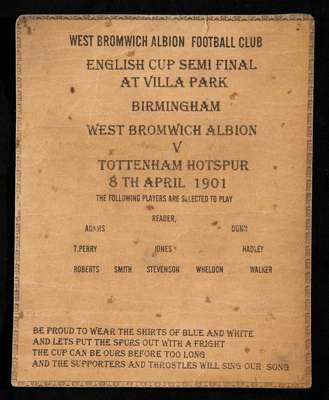 WEST BROMWICH ALBION FOOTBALL CLUB
ENGLISH CUP SEMI FINAL
AT VILLA PARK
BIRMINGHAM
WEST BROMWICH ALBION
V
TOTTENHAM HOTSPUR
8 TH APRIL 1901
THE FOLLOWING PLAYERS ARE SELECTED TO PLAY
READER,
ADAMS DUNN
T.PERRY JONES HADLEY
ROBERTS SMITH STEVENSON WHELDON WALKER
BE PROUD TO WEAR THE SHIRTS OF BLUE AND WHITE
AND LETS PUT THE SPURS OUT WITH A FRIGHT
THE CUP CAN BE OURS BEFORE TOO LONG
AND THE SUPPORTERS AND THROSTLES WILL SING OUR SONG